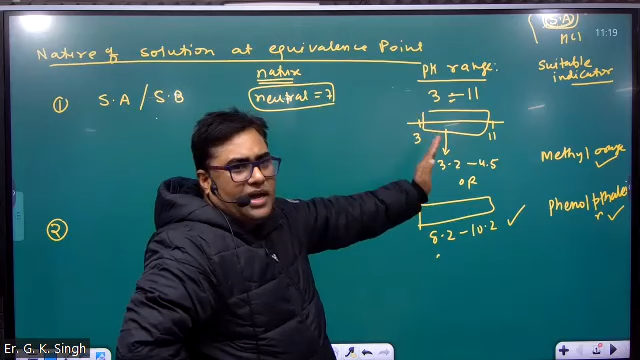 (S.A)
HCl
11:19
Nature of solution at equivalence Point
nature
PH range:
Suitable
indicator
① S.A / S.B
neutral = 7
3 – 11
3
11
3.2 – 4.5
OR
Methyl orange
②
8.2 – 10.2
Er. G. K. Singh